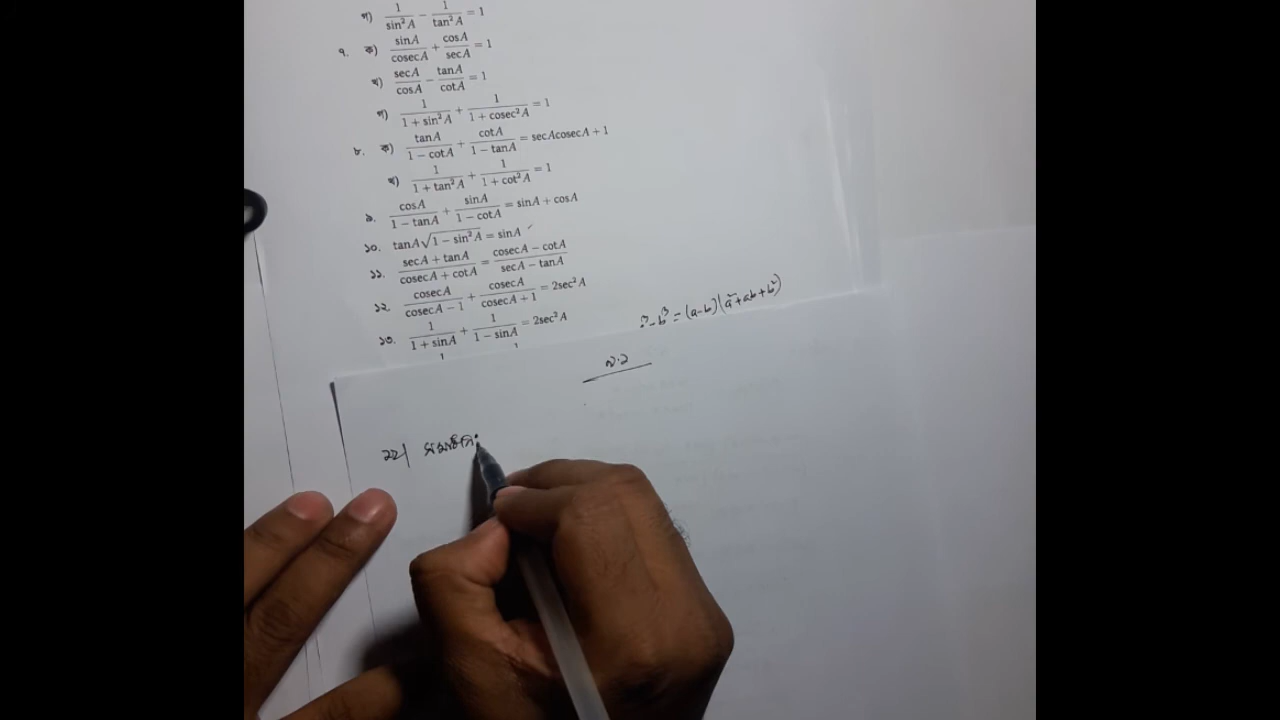 গ) 1/sin²A − 1/tan²A = 1
৭. ক) sinA/cosecA + cosA/secA = 1
খ) secA/cosA − tanA/cotA = 1
গ) 1/(1 + sin²A) + 1/(1 + cosec²A) = 1
৮. ক) tanA/(1 − cotA) + cotA/(1 − tanA) = secAcosecA + 1
খ) 1/(1 + tan²A) + 1/(1 + cot²A) = 1
৯. cosA/(1 − tanA) + sinA/(1 − cotA) = sinA + cosA
১০. tanA√(1 − sin²A) = sinA
১১. (secA + tanA)/(cosecA + cotA) = (cosecA − cotA)/(secA − tanA)
১২. cosecA/(cosecA − 1) + cosecA/(cosecA + 1) = 2sec²A
১৩. 1/(1 + sinA) + 1/(1 − sinA) = 2sec²A
1 1
− b³ = (a-b)(a²+ab+b²)
৯.১